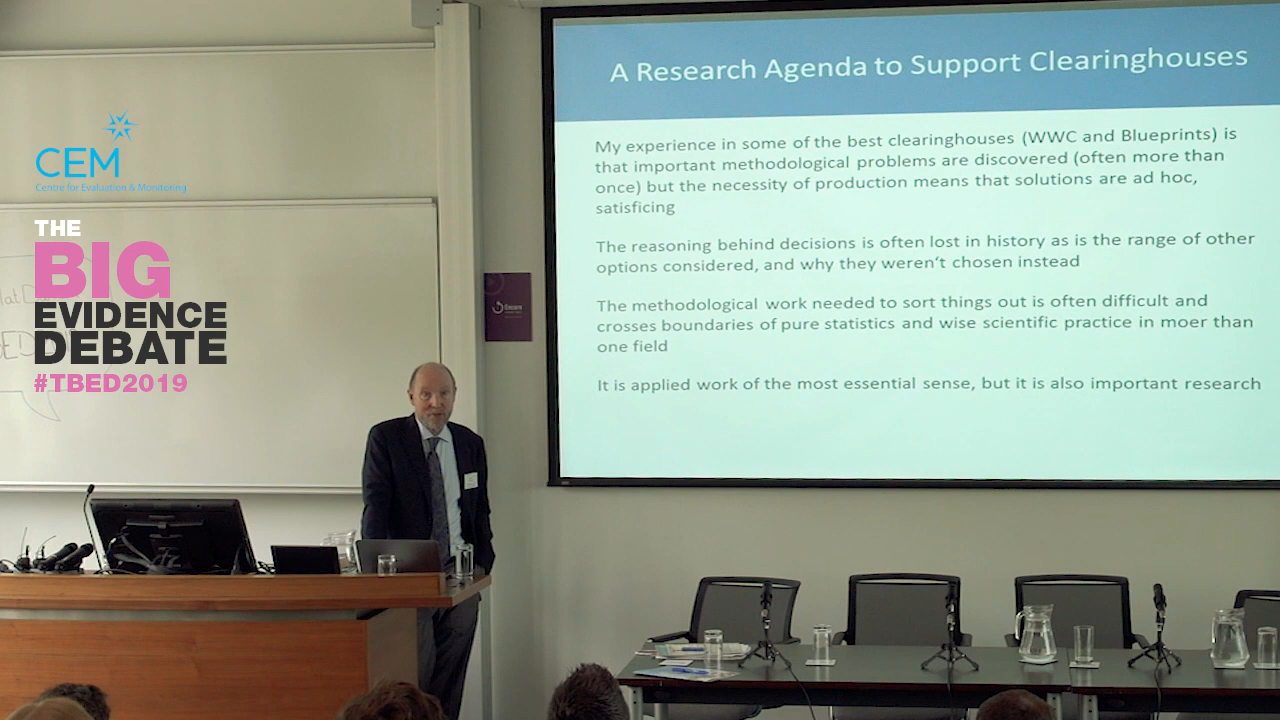 CEM
Centre for Evaluation & Monitoring
THE
BIG
EVIDENCE
DEBATE
#TBED2019
A Research Agenda to Support Clearinghouses
My experience in some of the best clearinghouses (WWC and Blueprints) is
that important methodological problems are discovered (often more than
once) but the necessity of production means that solutions are ad hoc,
satisficing
The reasoning behind decisions is often lost in history as is the range of other
options considered, and why they weren't chosen instead
The methodological work needed to sort things out is often difficult and
crosses boundaries of pure statistics and wise scientific practice in moer than
one field
It is applied work of the most essential sense, but it is also important research